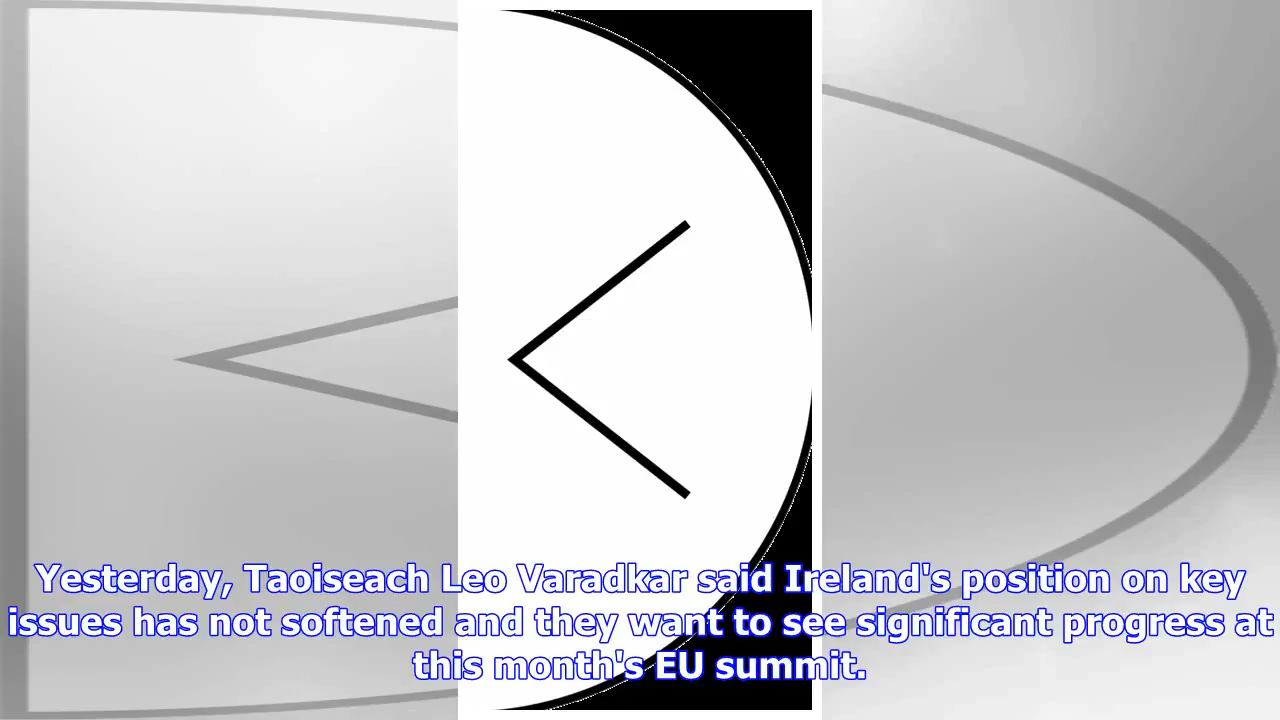 Yesterday, Taoiseach Leo Varadkar said Ireland's position on key
issues has not softened and they want to see significant progress at
this month's EU summit.